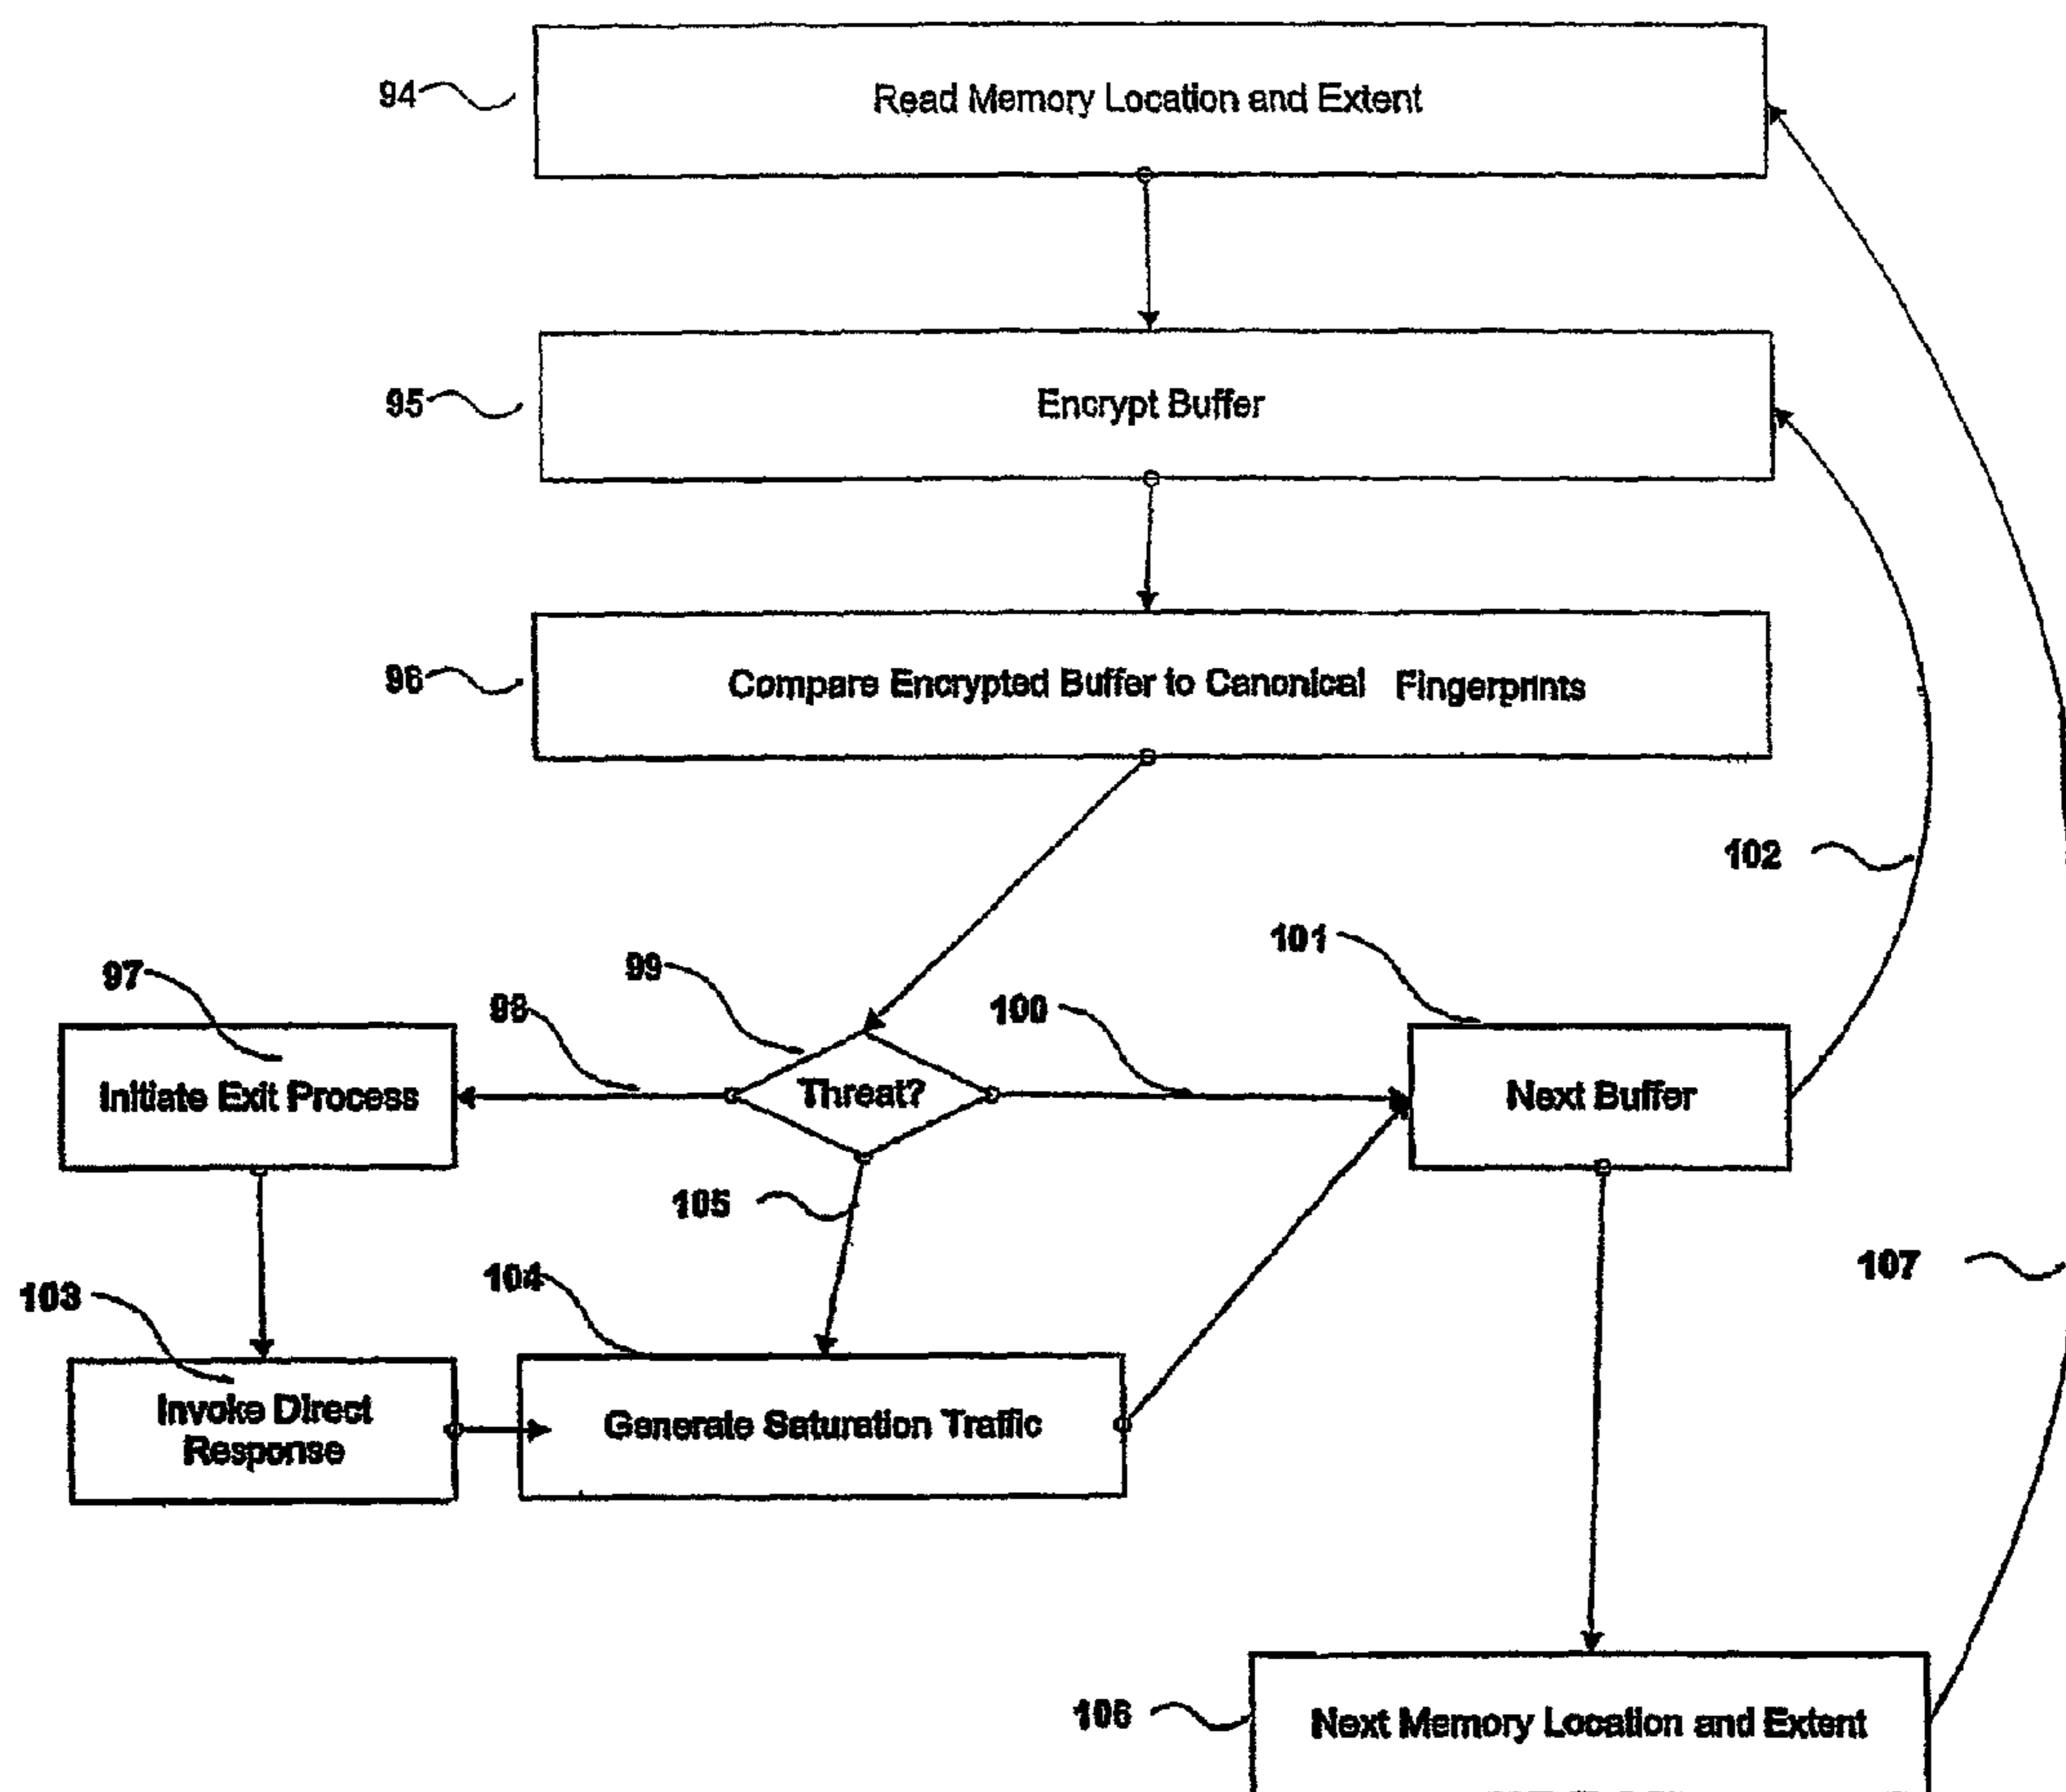 94
Read Memory Location and Extent
95
Encrypt Buffer
96
Compare Encrypted Buffer to Canonical Fingerprints
102
101
99
97
98
100
Initiate Exit Process
Threat?
Next Buffer
105
107
104
103
Invoke Direct
Response
Generate Saturation Traffic
106
Next Memory Location and Extent